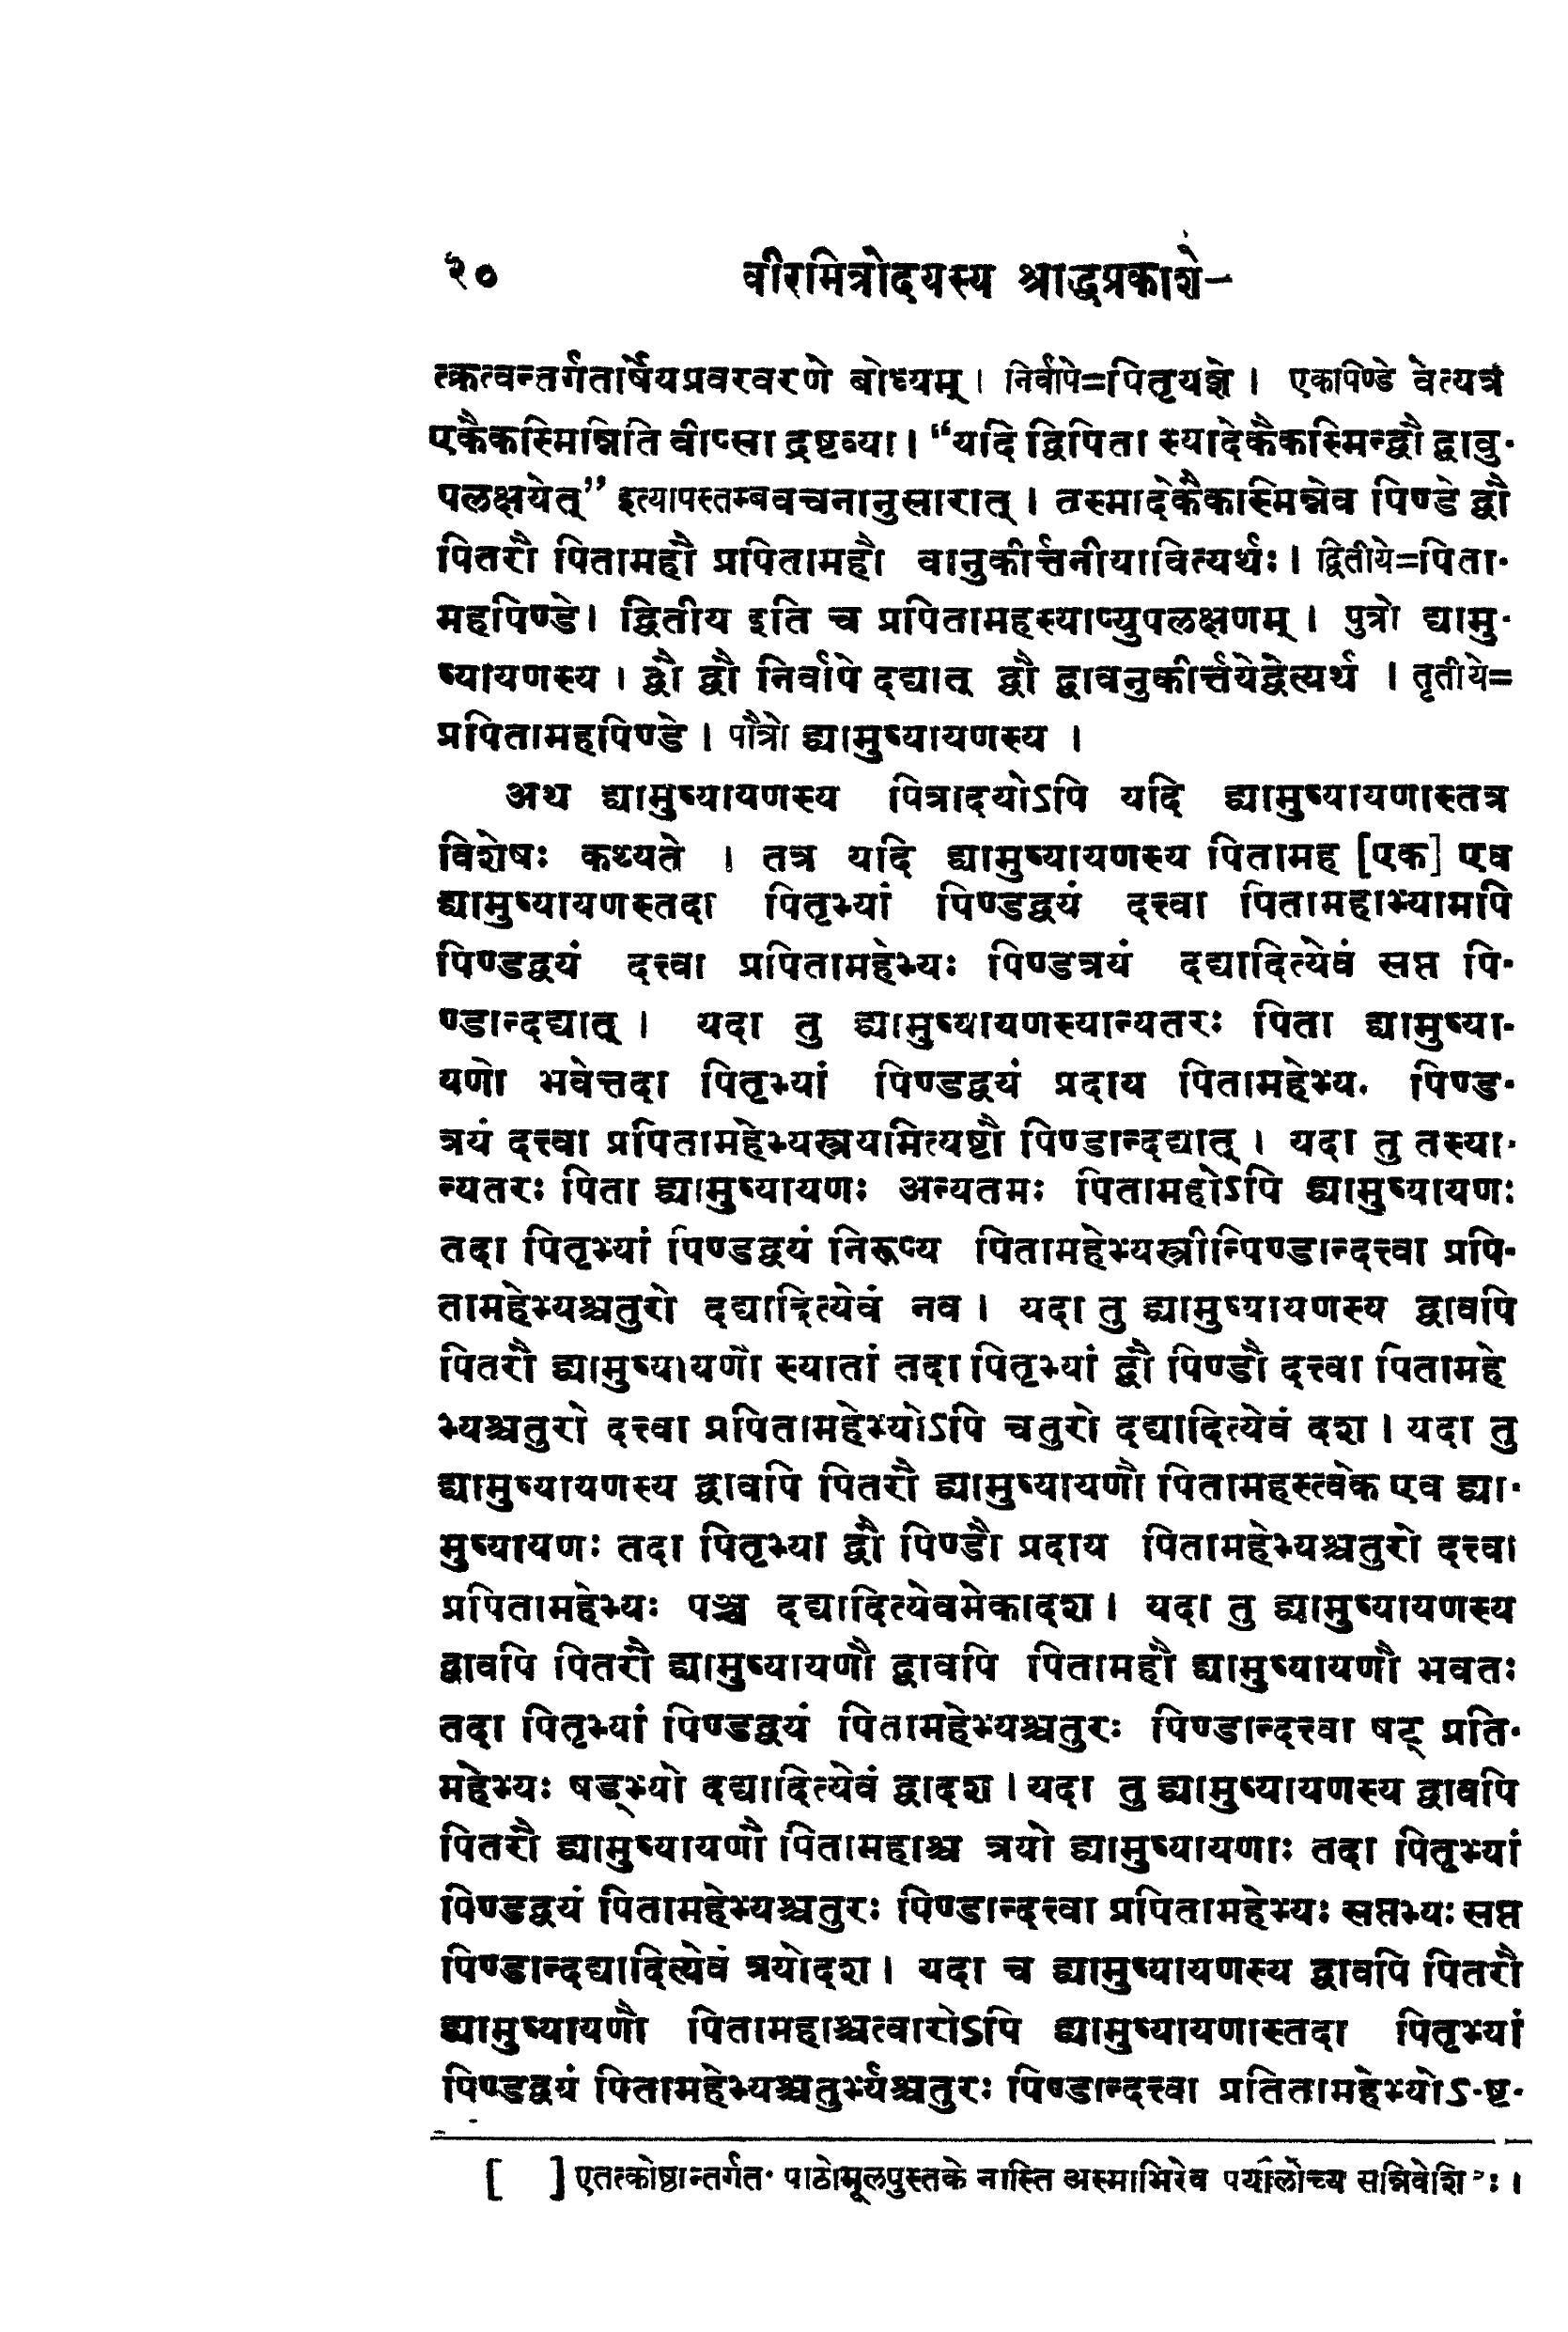 २०	वीरमित्रोदयस्य श्राद्धप्रकाशे–
त्क्रत्वन्तर्गतार्षेयप्रवरवरणे बोध्यम् । निर्वापे=पितृयज्ञे । एकपिण्डे वेत्यत्र
एकैकस्मिन्निति वीप्सा द्रष्टव्या । “यदि द्विपिता स्यादेकैकस्मिन्द्वौ द्वावु-
पलक्षयेत्” इत्यापस्तम्बवचनानुसारात् । तस्मादेकैकास्मिन्नेव पिण्डे द्वौ
पितरौ पितामहौ प्रपितामहौ वानुकीर्त्तनीयावित्यर्थः । द्वितीये=पिता-
महपिण्डे । द्वितीय इति च प्रपितामहस्याप्युपलक्षणम् । पुत्रो द्यामु-
ष्यायणस्य । द्वौ द्वौ निर्वापे दद्यात् द्वौ द्वावनुकीर्त्तयेद्वेत्यर्थ । तृतीये=
प्रपितामहपिण्डे । पौत्रो द्यामुष्यायणस्य ।
अथ द्यामुष्यायणस्य पित्रादयोऽपि यदि द्यामुष्यायणास्तत्र
विशेषः कथ्यते । तत्र यदि द्यामुष्यायणस्य पितामह [एक] एव
द्यामुष्यायणस्तदा पितृभ्यां पिण्डद्वयं दत्त्वा पितामहाभ्यामपि
पिण्डद्वयं दत्त्वा प्रपितामहेभ्यः पिण्डत्रयं दद्यादित्येवं सप्त पि-
ण्डान्दद्यात् । यदा तु द्यामुष्यायणस्यान्यतरः पिता द्यामुष्या-
यणो भवेत्तदा पितृभ्यां पिण्डद्वयं प्रदाय पितामहेभ्य. पिण्ड-
त्रयं दत्त्वा प्रपितामहेभ्यस्त्रयमित्यष्टौ पिण्डान्दद्यात् । यदा तु तस्या-
न्यतरः पिता द्यामुष्यायणः अन्यतमः पितामहोऽपि द्यामुष्यायणः
तदा पितृभ्यां पिण्डद्वयं निरूप्य पितामहेभ्यस्त्रीन्पिण्डान्दत्त्वा प्रपि-
तामहेभ्यश्चतुरो दद्यादित्येवं नव । यदा तु द्यामुष्यायणस्य द्वावपि
पितरौ द्यामुष्यायणौ स्यातां तदा पितृभ्यां द्वौ पिण्डौ दत्त्वा पितामहे
भ्यश्चतुरो दत्त्वा प्रपितामहेभ्योऽपि चतुरो दद्यादित्येवं दश । यदा तु
द्यामुष्यायणस्य द्वावपि पितरौ द्यामुष्यायणौ पितामहस्त्वेक एव द्या-
मुष्यायणः तदा पितृभ्या द्वौ पिण्डौ प्रदाय पितामहेभ्यश्चतुरो दत्त्वा
प्रपितामहेभ्यः पञ्च दद्यादित्येवमेकादश । यदा तु द्यामुष्यायणस्य
द्वावपि पितरौ द्यामुष्यायणौ द्वावपि पितामहौ द्यामुष्यायणौ भवतः
तदा पितृभ्यां पिण्डद्वयं पितामहेभ्यश्चतुरः पिण्डान्दत्त्वा षट् प्रति-
महेभ्यः षड्भ्यो दद्यादित्येवं द्वादश । यदा तु द्यामुष्यायणस्य द्वावपि
पितरौ द्यामुष्यायणौ पितामहाश्च त्रयो द्यामुष्यायणाः तदा पितृभ्यां
पिण्डद्वयं पितामहेभ्यश्चतुरः पिण्डान्दत्त्वा प्रपितामहेभ्यः सप्तभ्यः सप्त
पिण्डान्दद्यादित्येवं त्रयोदश । यदा च द्यामुष्यायणस्य द्वावपि पितरौ
द्यामुष्यायणौ पितामहाश्चत्वारोऽपि द्यामुष्यायणास्तदा पितृभ्यां
पिण्डद्वयं पितामहेभ्यश्चतुर्भ्यश्चतुरः पिण्डान्दत्त्वा प्रतितामहेभ्योऽ-ष्ट-
[ ] एतत्कोष्ठान्तर्गत· पाठोमूलपुस्तके नास्ति अस्माभिरेव पर्यालोच्य